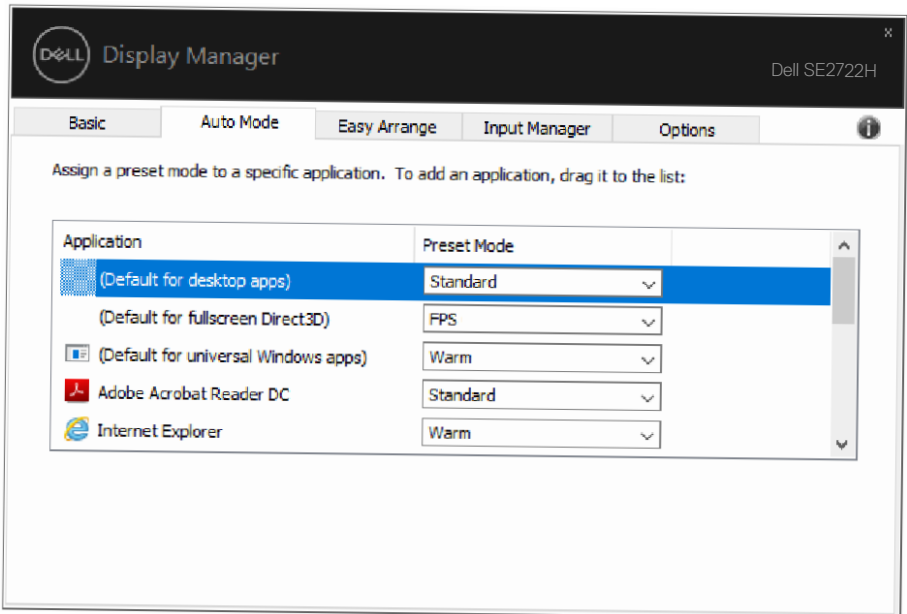 DELL Display Manager
x
Dell SE2722H
Basic Auto Mode Easy Arrange Input Manager Options
Assign a preset mode to a specific application. To add an application, drag it to the list:
Application Preset Mode
(Default for desktop apps) Standard
(Default for fullscreen Direct3D) FPS
(Default for universal Windows apps) Warm
Adobe Acrobat Reader DC Standard
Internet Explorer Warm